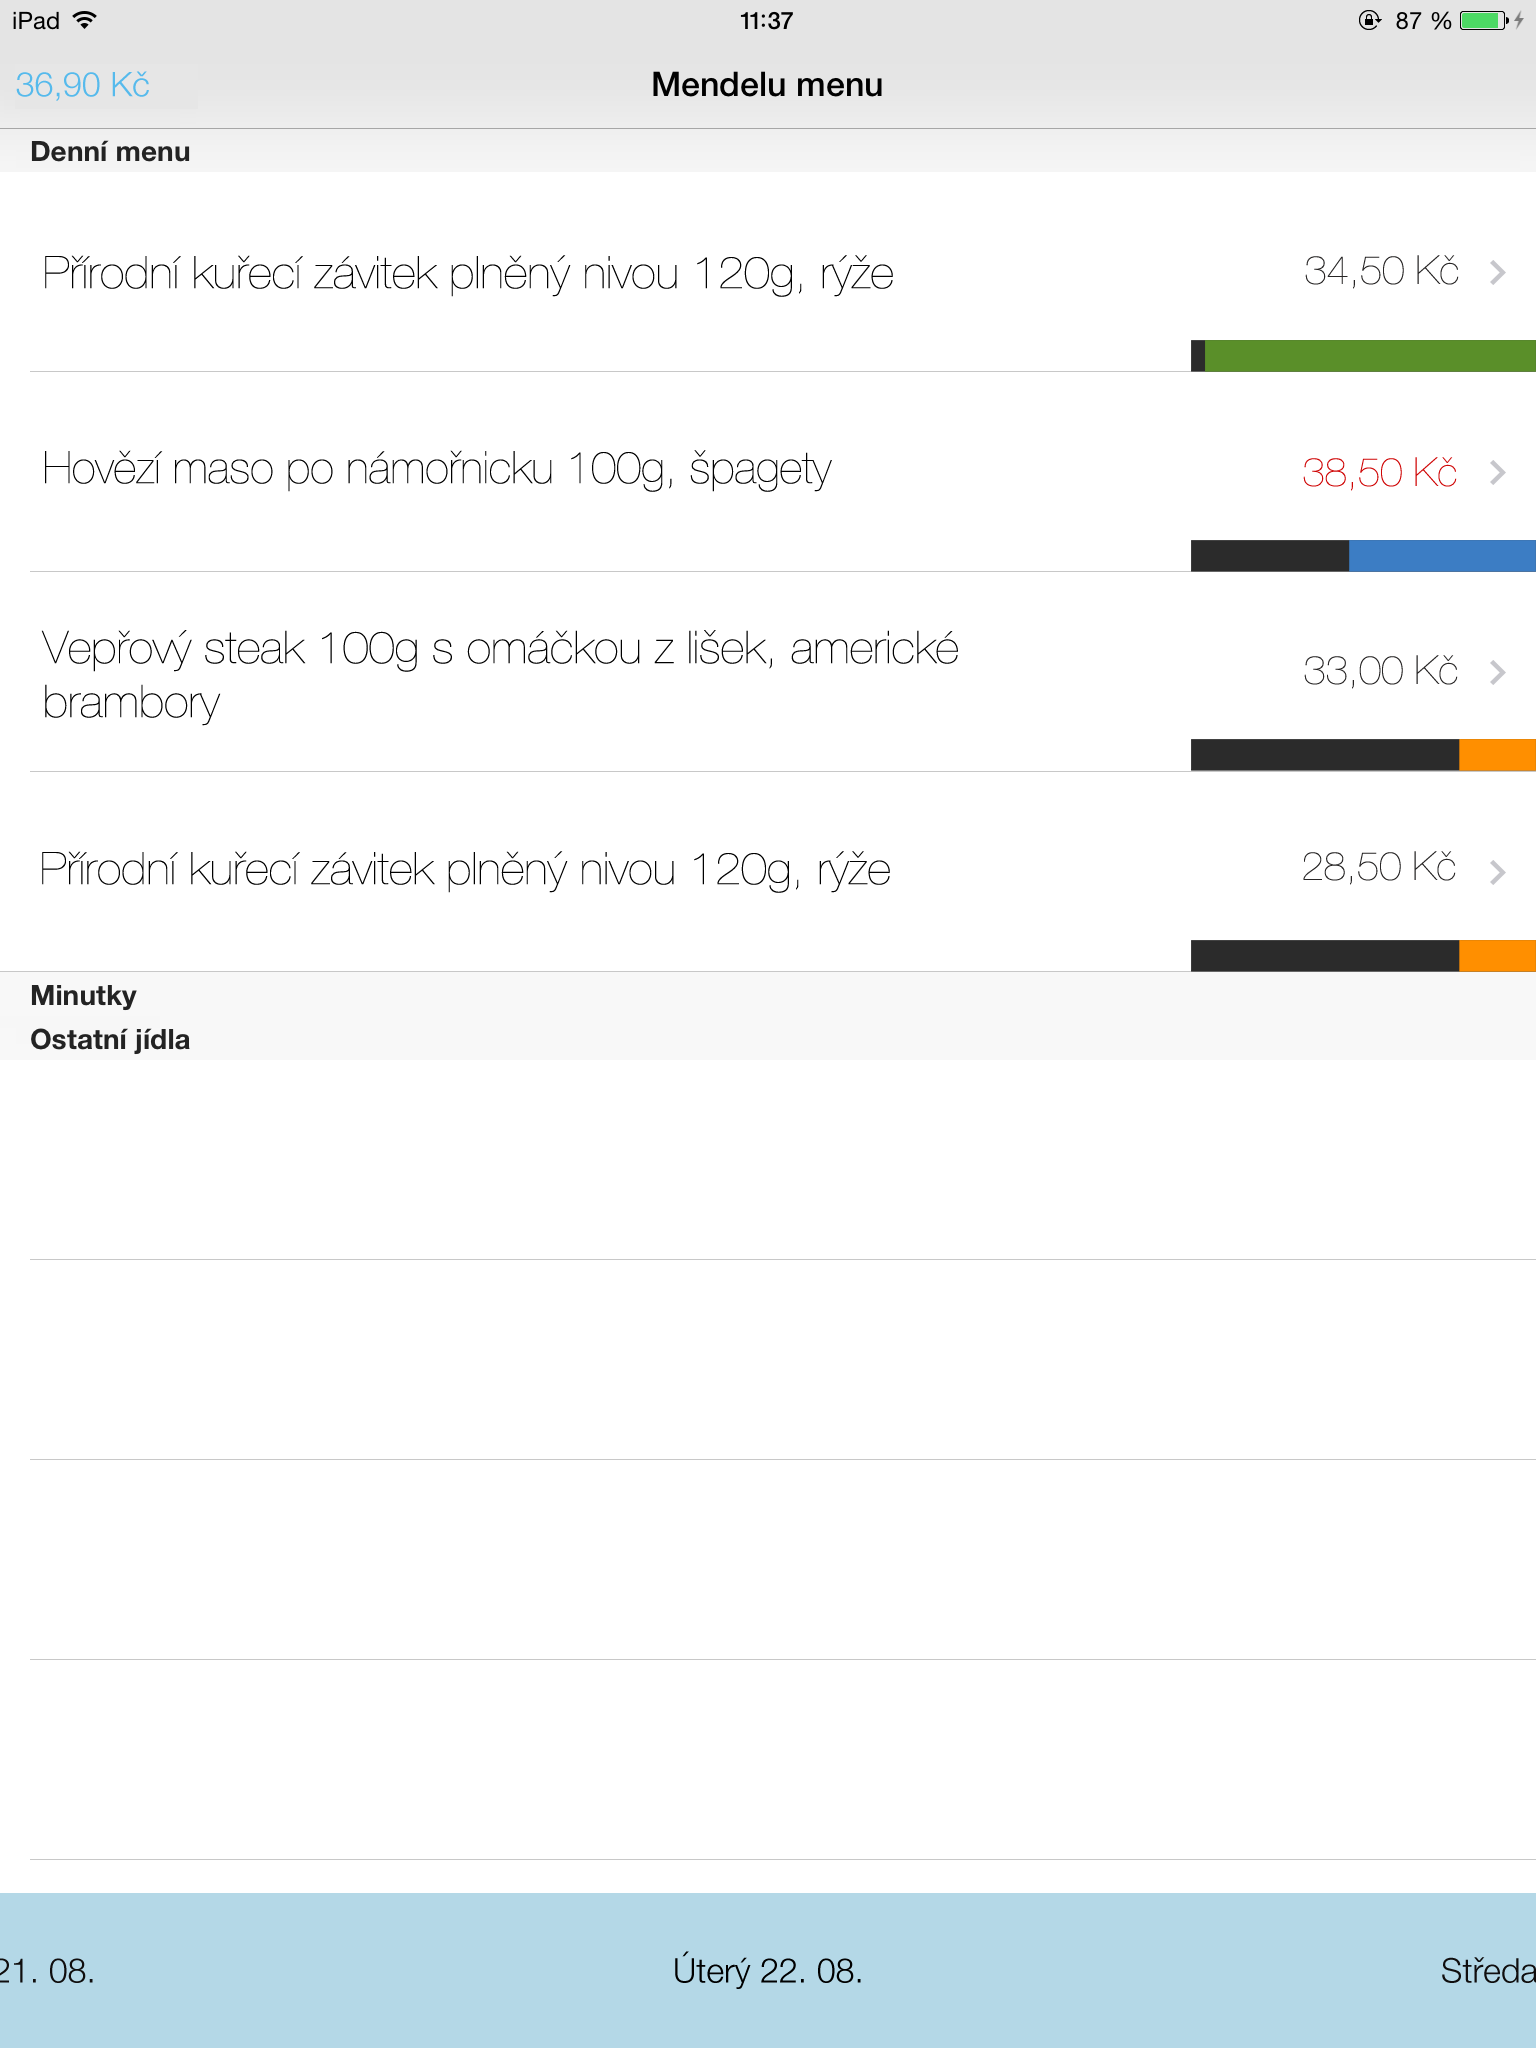 iPad 11:37 87 %
36,90 Kč Mendelu menu
Denní menu
Přírodní kuřecí závitek plněný nivou 120g, rýže 34,50 Kč
Hovězí maso po námořnicku 100g, špagety 38,50 Kč
Vepřový steak 100g s omáčkou z lišek, americké
brambory
33,00 Kč
Přírodní kuřecí závitek plněný nivou 120g, rýže 28,50 Kč
Minutky
Ostatní jídla
21. 08. Úterý 22. 08. Středa